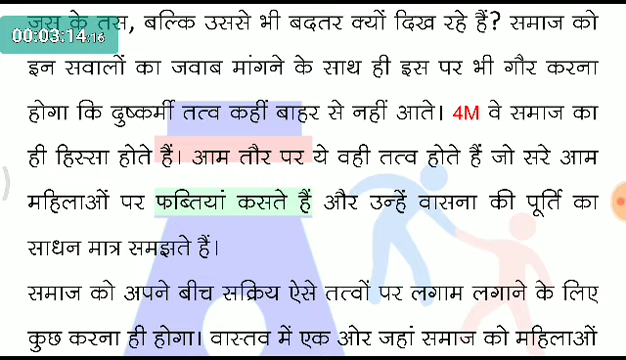 जस के तस, बल्कि उससे भी बदतर क्यों दिख रहे हैं? समाज को
00:03:14:16
इन सवालों का जवाब मांगने के साथ ही इस पर भी गौर करना
होगा कि दुष्कर्मी तत्व कहीं बाहर से नहीं आते। 4M वे समाज का
ही हिस्सा होते हैं। आम तौर पर ये वही तत्व होते हैं जो सरे आम
महिलाओं पर फब्तियां कसते हैं और उन्हें वासना की पूर्ति का
साधन मात्र समझते हैं।
समाज को अपने बीच सक्रिय ऐसे तत्वों पर लगाम लगाने के लिए
कुछ करना ही होगा। वास्तव में एक ओर जहां समाज को महिलाओं